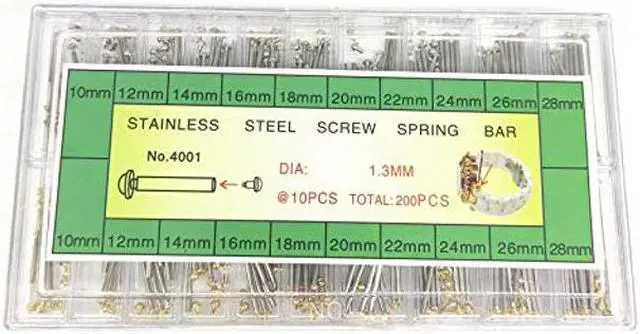 10mm 12mm 14mm 16mm 18mm 20mm 22mm 24mm 26mm 28mm
STAINLESS STEEL SCREW SPRING BAR
No.4001
DIA: 1.3MM
@10PCS TOTAL:200PCS
10mm 12mm 14mm 16mm 18mm 20mm 22mm 24mm 26mm 28mm